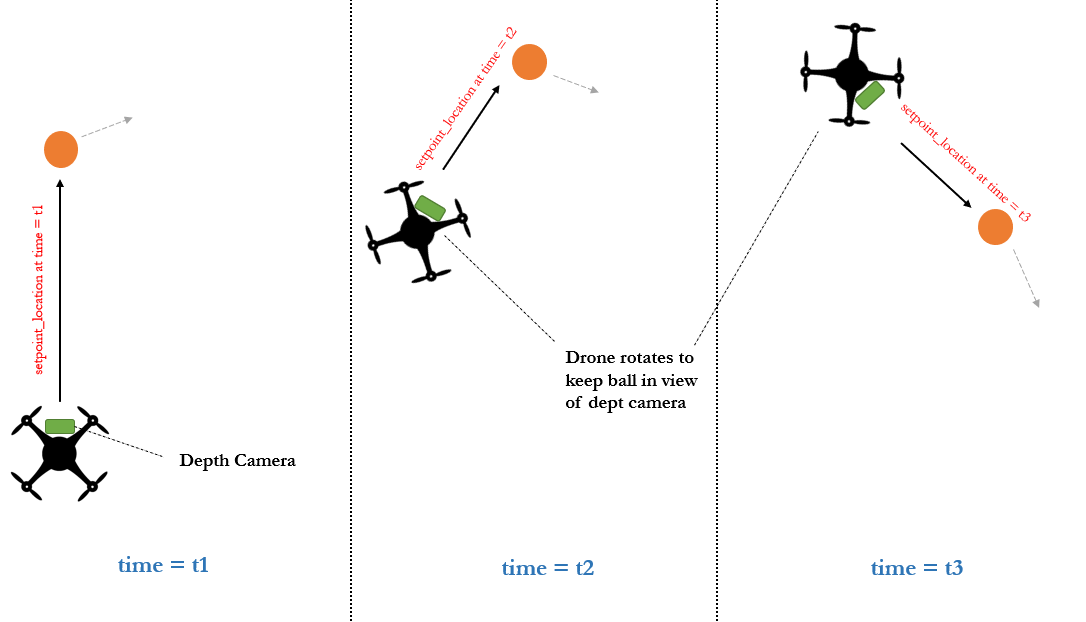 setpoint_location at time = t1
Depth Camera
time = t1
setpoint_location at time = t2
Drone rotates to
keep ball in view
of dept camera
time = t2
setpoint_location at time = t3
time = t3